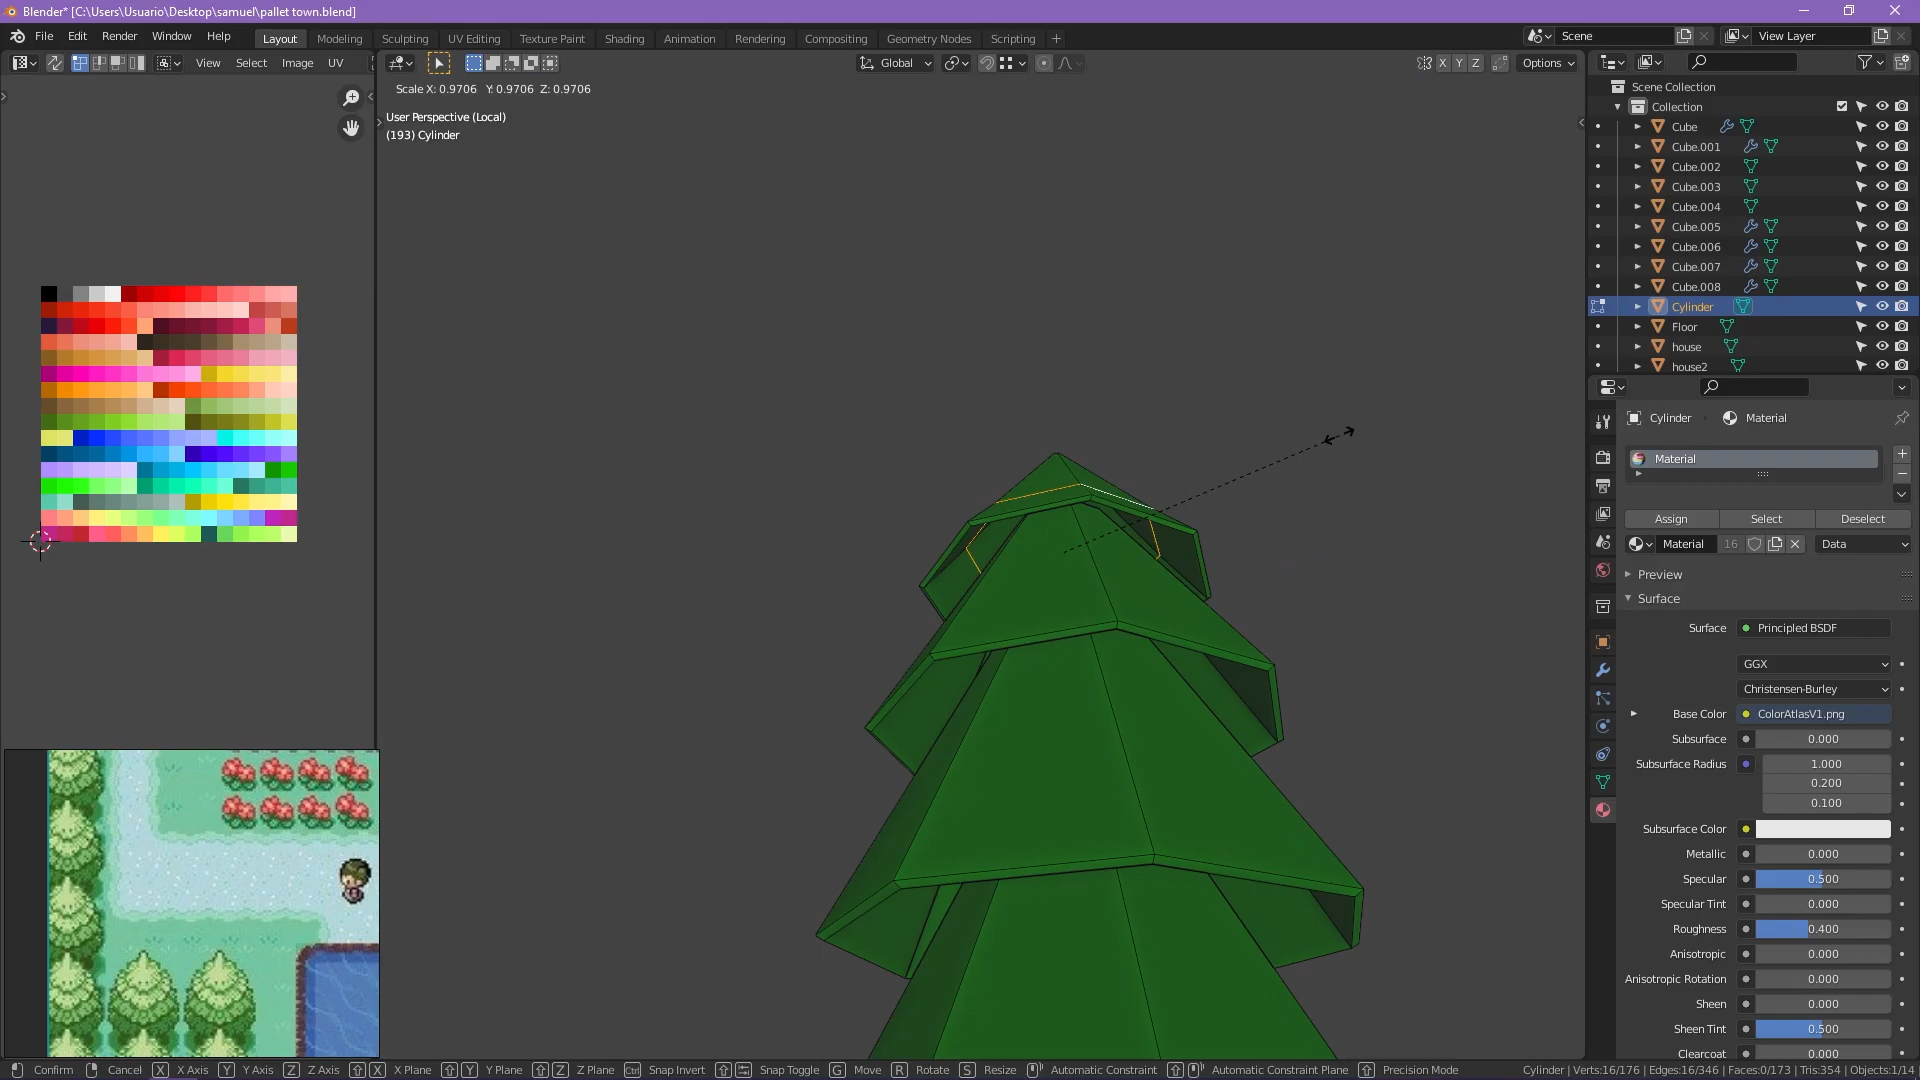 Blender* [C:\Users\Usuario\Desktop\samuel\pallet town.blend]
File Edit Render Window Help
Layout Modeling Sculpting UV Editing Texture Paint Shading Animation Rendering Compositing Geometry Nodes Scripting +
Scene
View Layer
View Select Image UV
Global
X Y Z
Options
Scale X: 0.9706 Y: 0.9706 Z: 0.9706
User Perspective (Local)
(193) Cylinder
Scene Collection
Collection
Cube
Cube.001
Cube.002
Cube.003
Cube.004
Cube.005
Cube.006
Cube.007
Cube.008
Cylinder
Floor
house
house2
Cylinder Material
Material
Assign Select Deselect
Material 16 Data
Preview
Surface
Surface Principled BSDF
GGX
Christensen-Burley
Base Color ColorAtlasV1.png
Subsurface 0.000
Subsurface Radius 1.000
0.200
0.100
Subsurface Color
Metallic 0.000
Specular 0.500
Specular Tint 0.000
Roughness 0.400
Anisotropic 0.000
Anisotropic Rotation 0.000
Sheen 0.000
Sheen Tint 0.500
Clearcoat 0.000
Confirm Cancel X X Axis Y Y Axis Z Z Axis X X Plane Y Y Plane Z Z Plane Ctrl Snap Invert Snap Toggle G Move R Rotate S Resize Automatic Constraint Automatic Constraint Plane Precision Mode
Cylinder | Verts:16/176 | Edges:16/346 | Faces:0/173 | Tris:354 | Objects:1/14